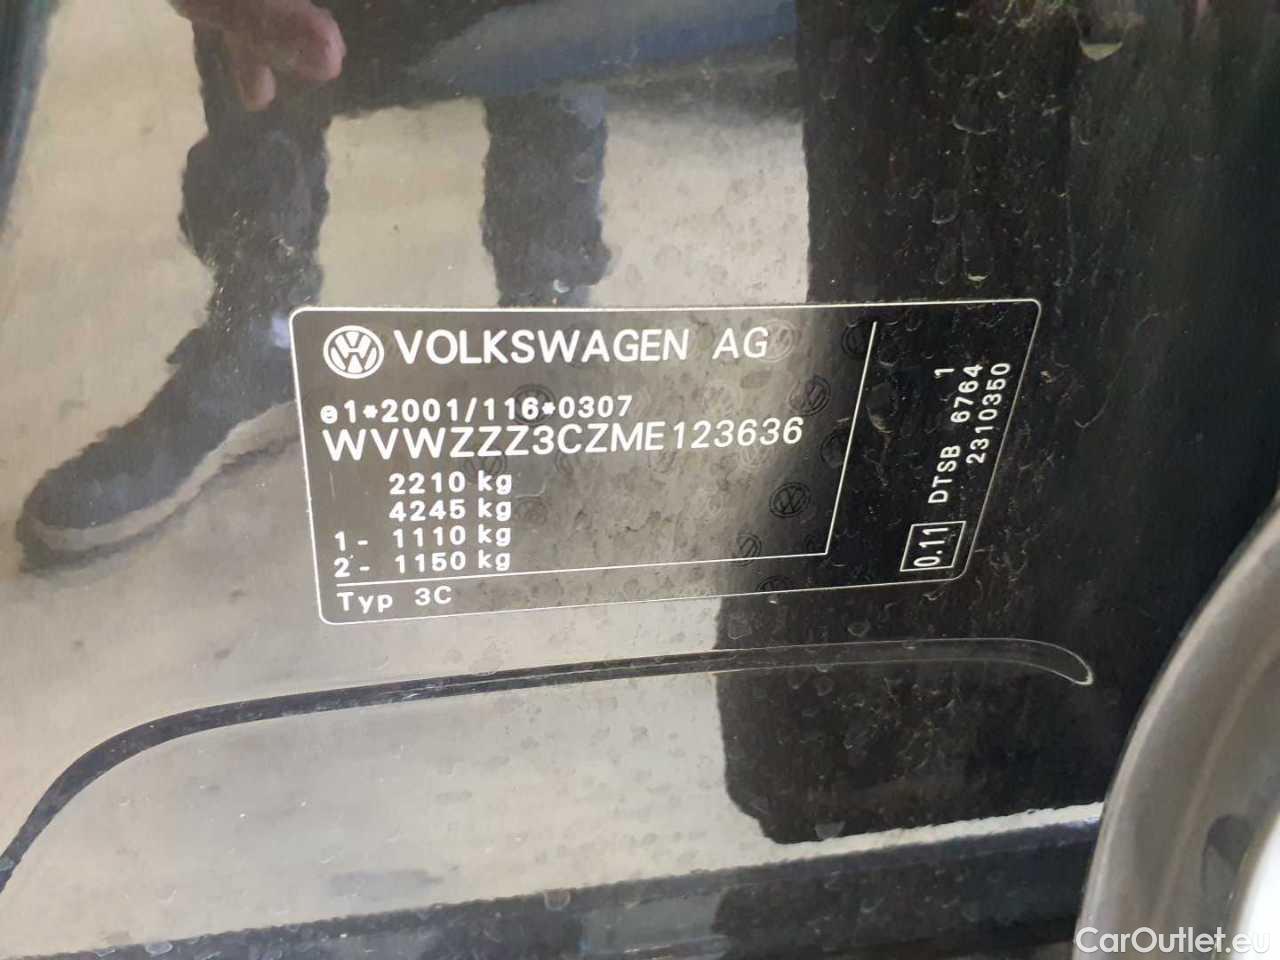 VOLKSWAGEN AG
e1*2001/116*0307
WVWZZZ3CZME123636
2210 kg
4245 kg
1 - 1110 kg
2 - 1150 kg
Typ 3C
1
DTSB 6764
2310350
0.11
CarOutlet.eu